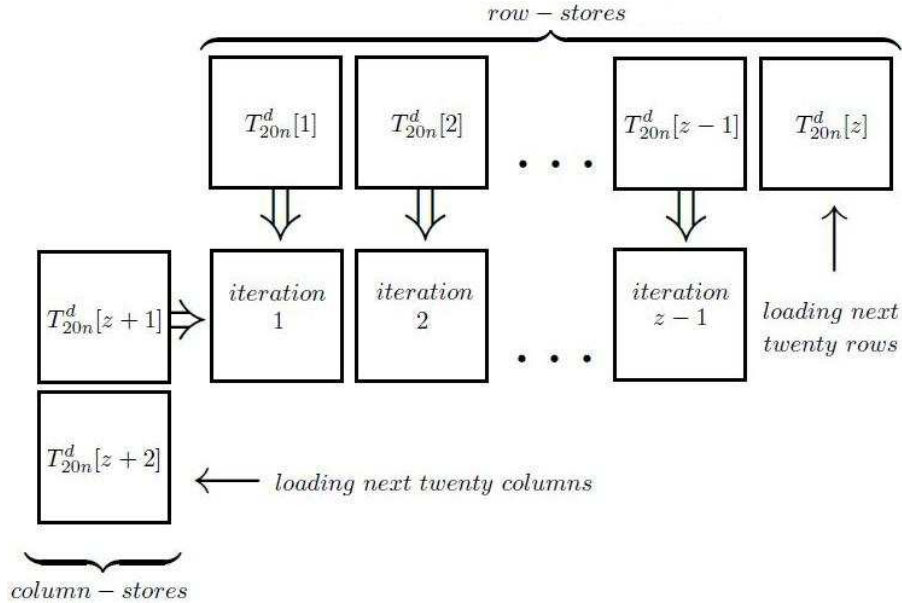 row − stores
T^d_{20n}[1] T^d_{20n}[2] T^d_{20n}[z − 1] T^d_{20n}[z]
. . .
iteration 1
iteration 2
iteration z − 1
. . .
loading next
twenty rows
T^d_{20n}[z + 1]
T^d_{20n}[z + 2]
loading next twenty columns
column − stores